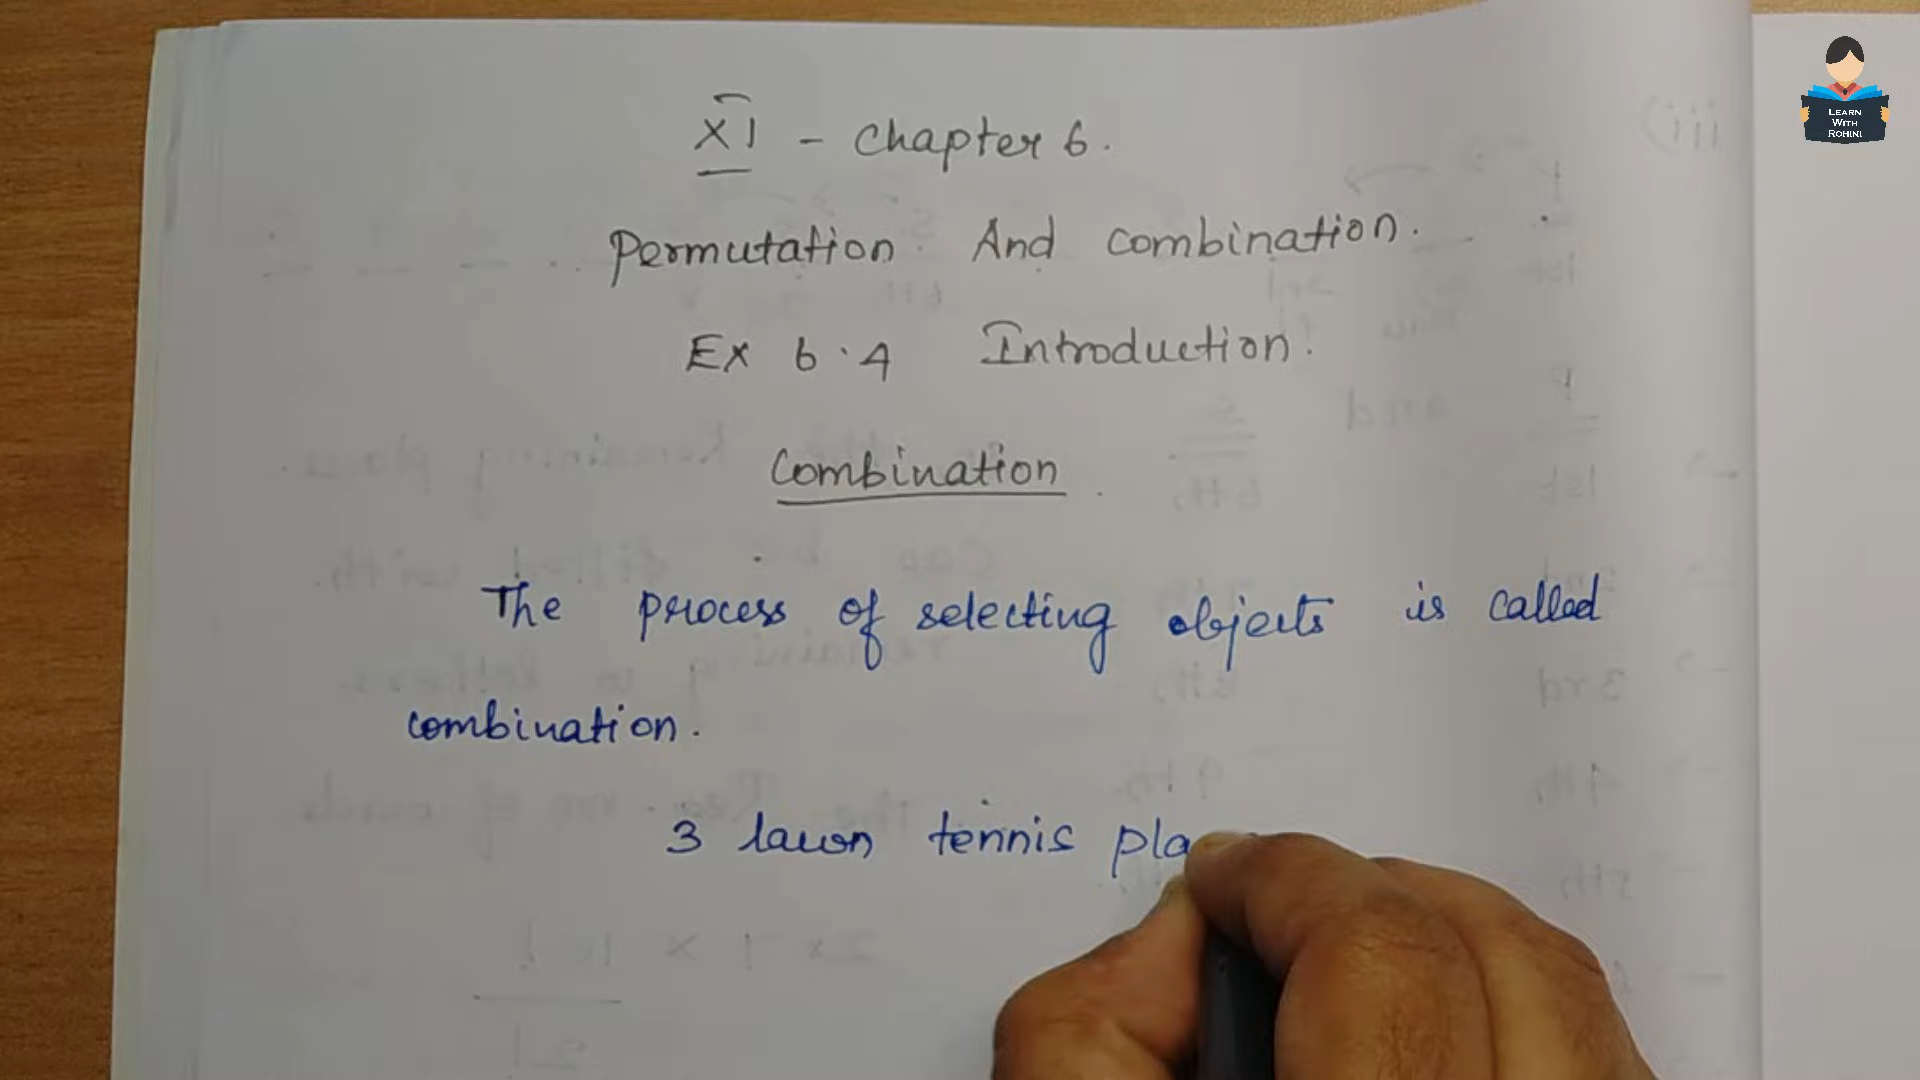 XI - Chapter 6.
Permutation And Combination.
Ex 6.4 Introduction.
Combination
The process of selecting objects is called
combination.
3 lawn tennis pla
LEARN
WITH
ROHINI